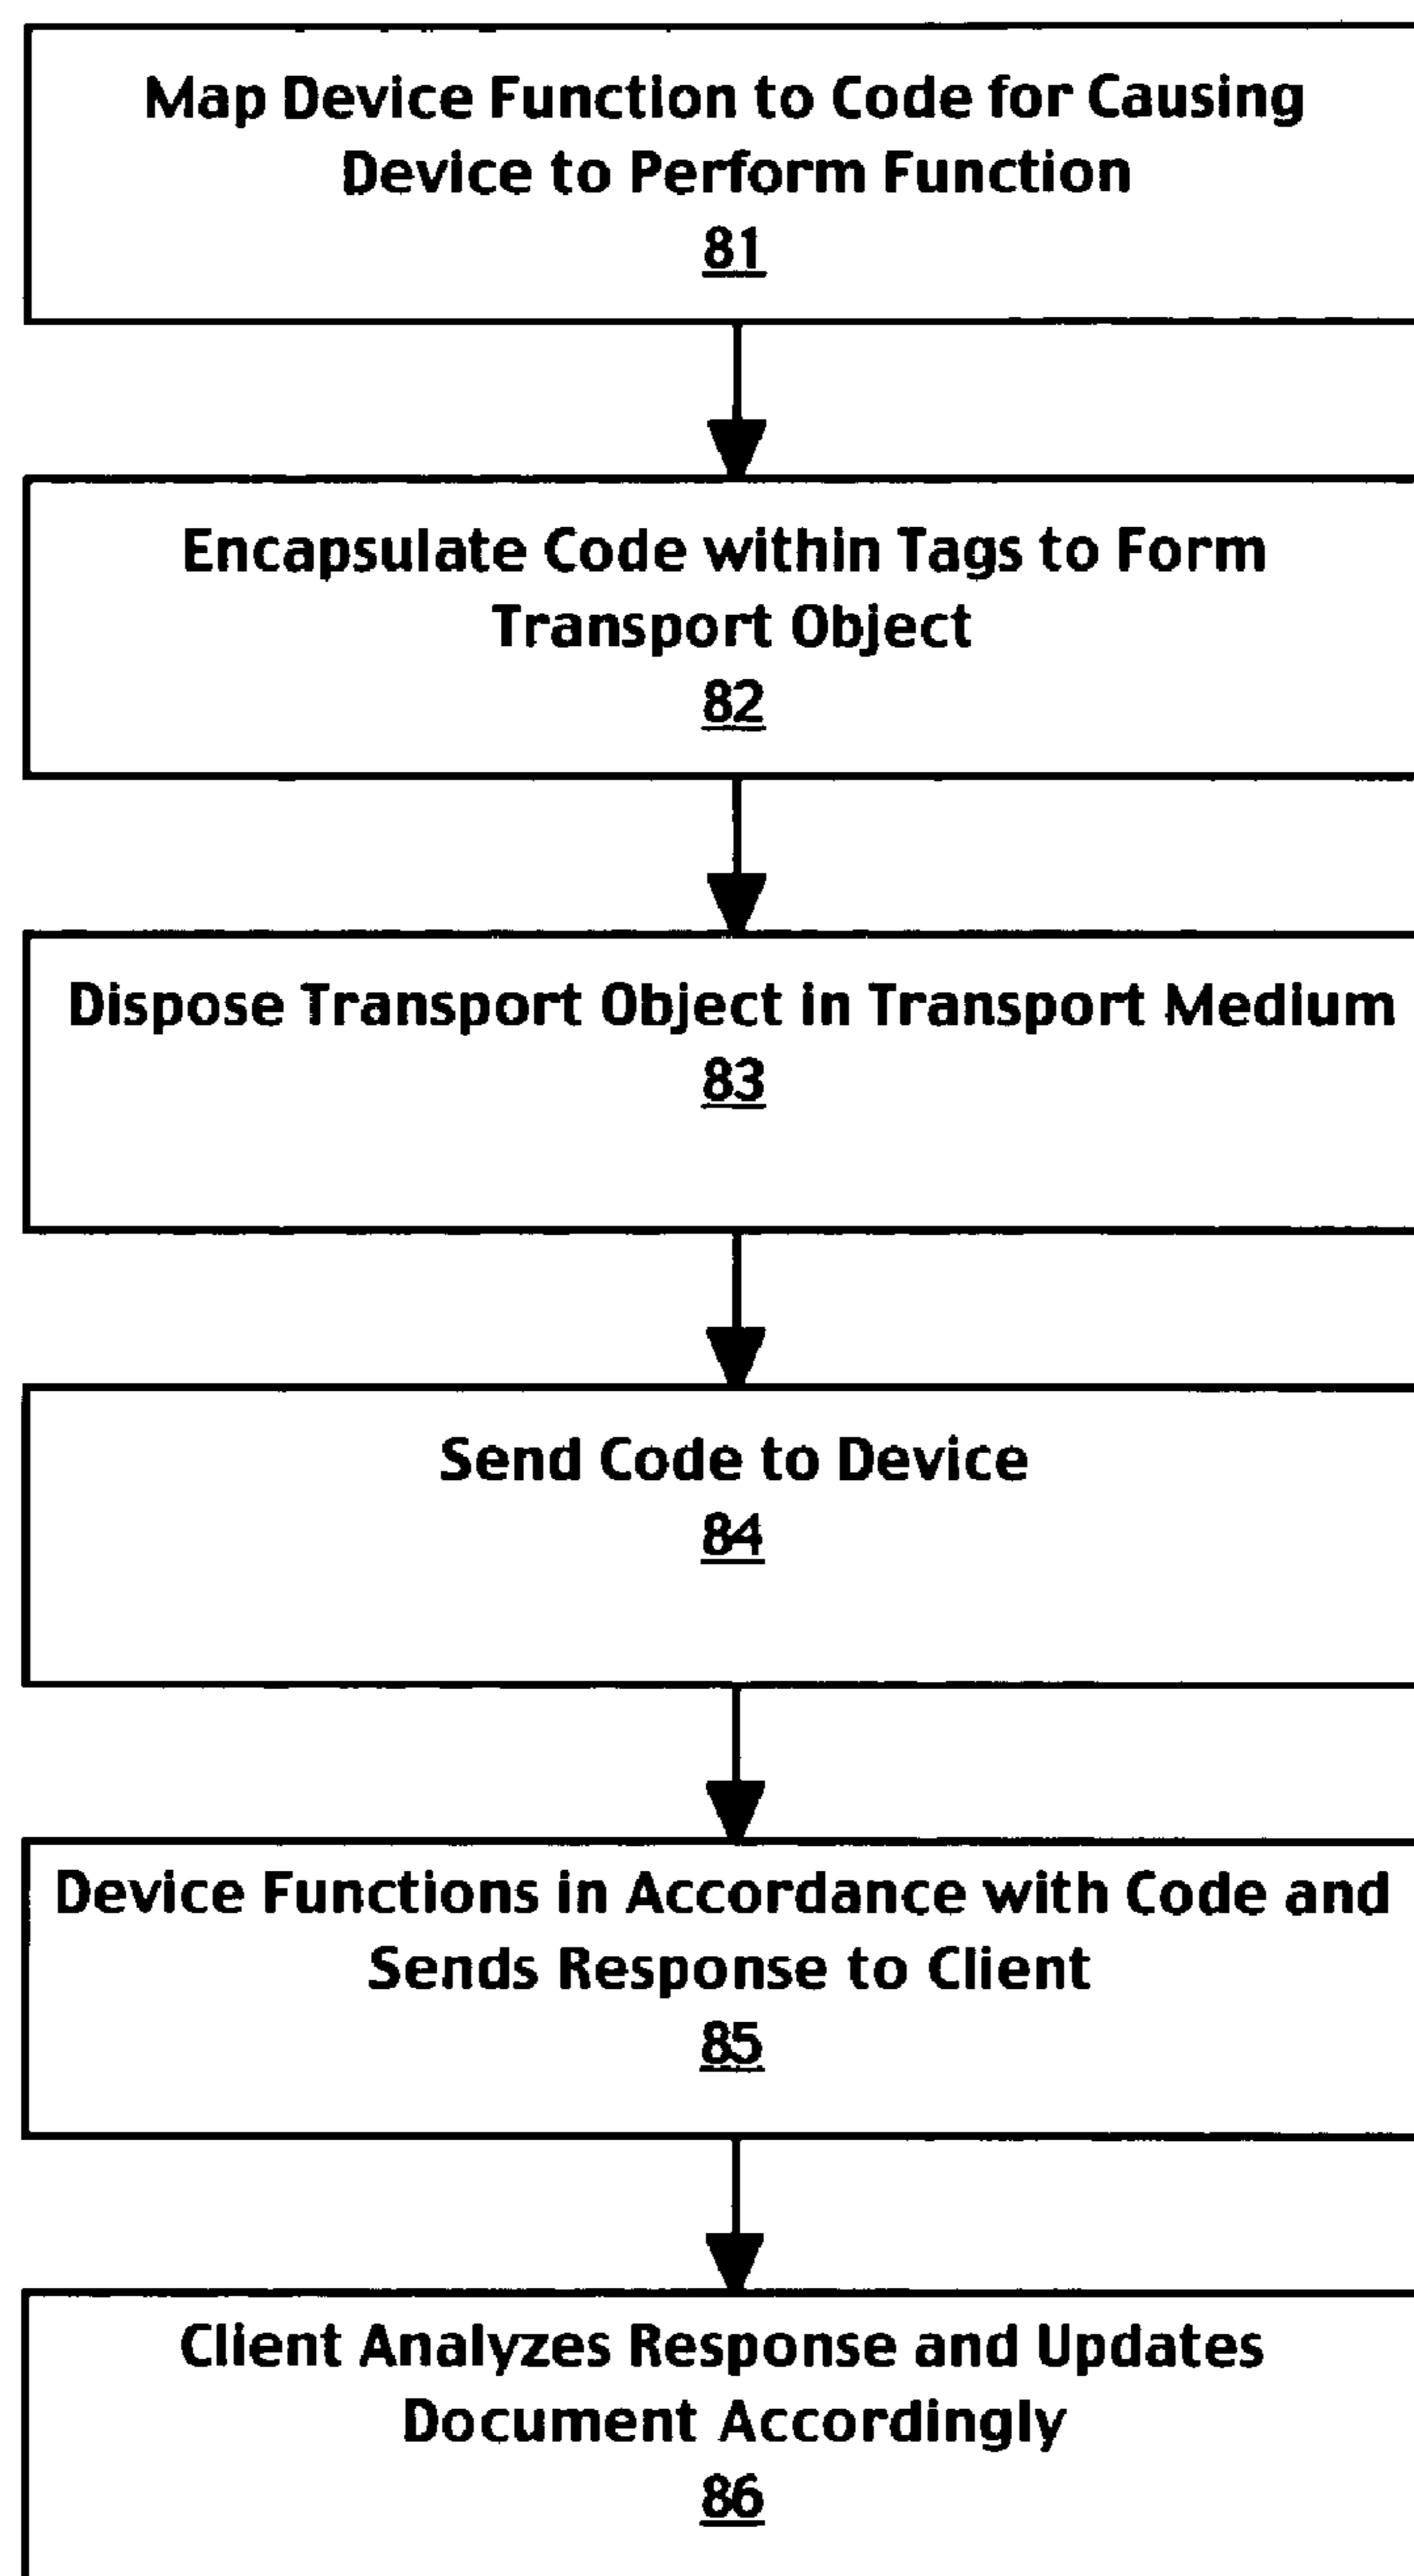 Map Device Function to Code for Causing
Device to Perform Function
81
Encapsulate Code within Tags to Form
Transport Object
82
Dispose Transport Object in Transport Medium
83
Send Code to Device
84
Device Functions in Accordance with Code and
Sends Response to Client
85
Client Analyzes Response and Updates
Document Accordingly
86